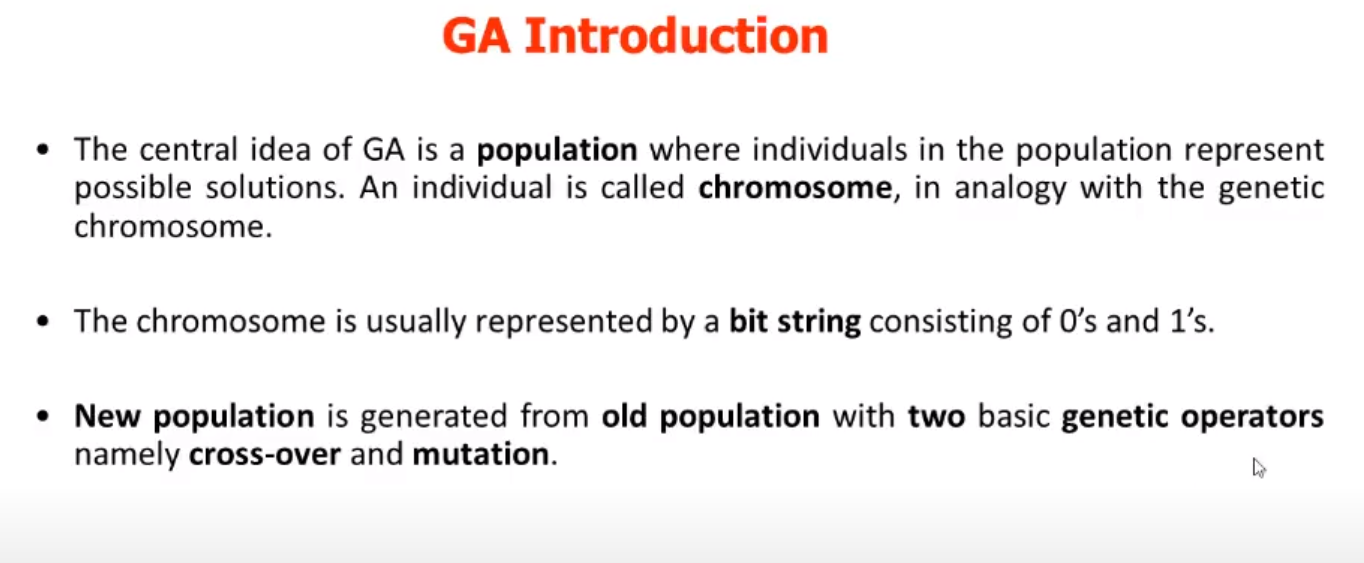 GA Introduction
• The central idea of GA is a population where individuals in the population represent
possible solutions. An individual is called chromosome, in analogy with the genetic
chromosome.
• The chromosome is usually represented by a bit string consisting of 0’s and 1’s.
• New population is generated from old population with two basic genetic operators
namely cross-over and mutation.